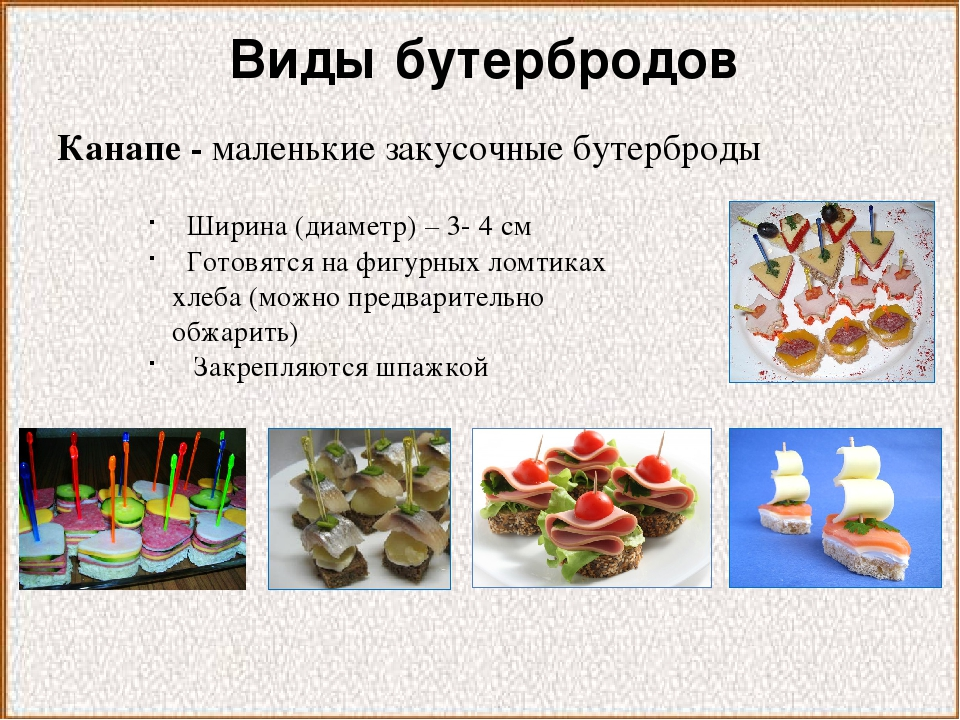 Виды бутербродов
Канапе - маленькие закусочные бутерброды
▪ Ширина (диаметр) – 3- 4 см
▪ Готовятся на фигурных ломтиках
хлеба (можно предварительно
обжарить)
▪ Закрепляются шпажкой